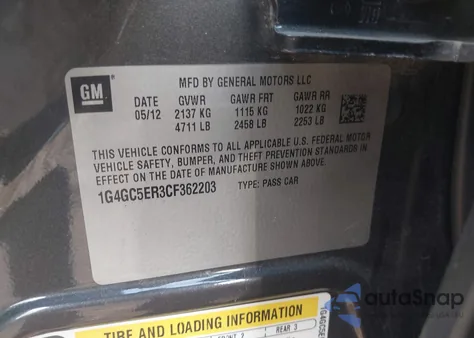 GM
MFD BY GENERAL MOTORS LLC
DATE GVWR GAWR FRT GAWR RR
05/12 2137 KG 1115 KG 1022 KG
4711 LB 2458 LB 2253 LB
THIS VEHICLE CONFORMS TO ALL APPLICABLE U.S. FEDERAL MOTOR
VEHICLE SAFETY, BUMPER, AND THEFT PREVENTION STANDARDS IN
EFFECT ON THE DATE OF MANUFACTURE SHOWN ABOVE.
1G4GC5ER3CF362203 TYPE: PASS CAR
autoSnap
TIRE AND LOADING INFORMATION
REAR 3